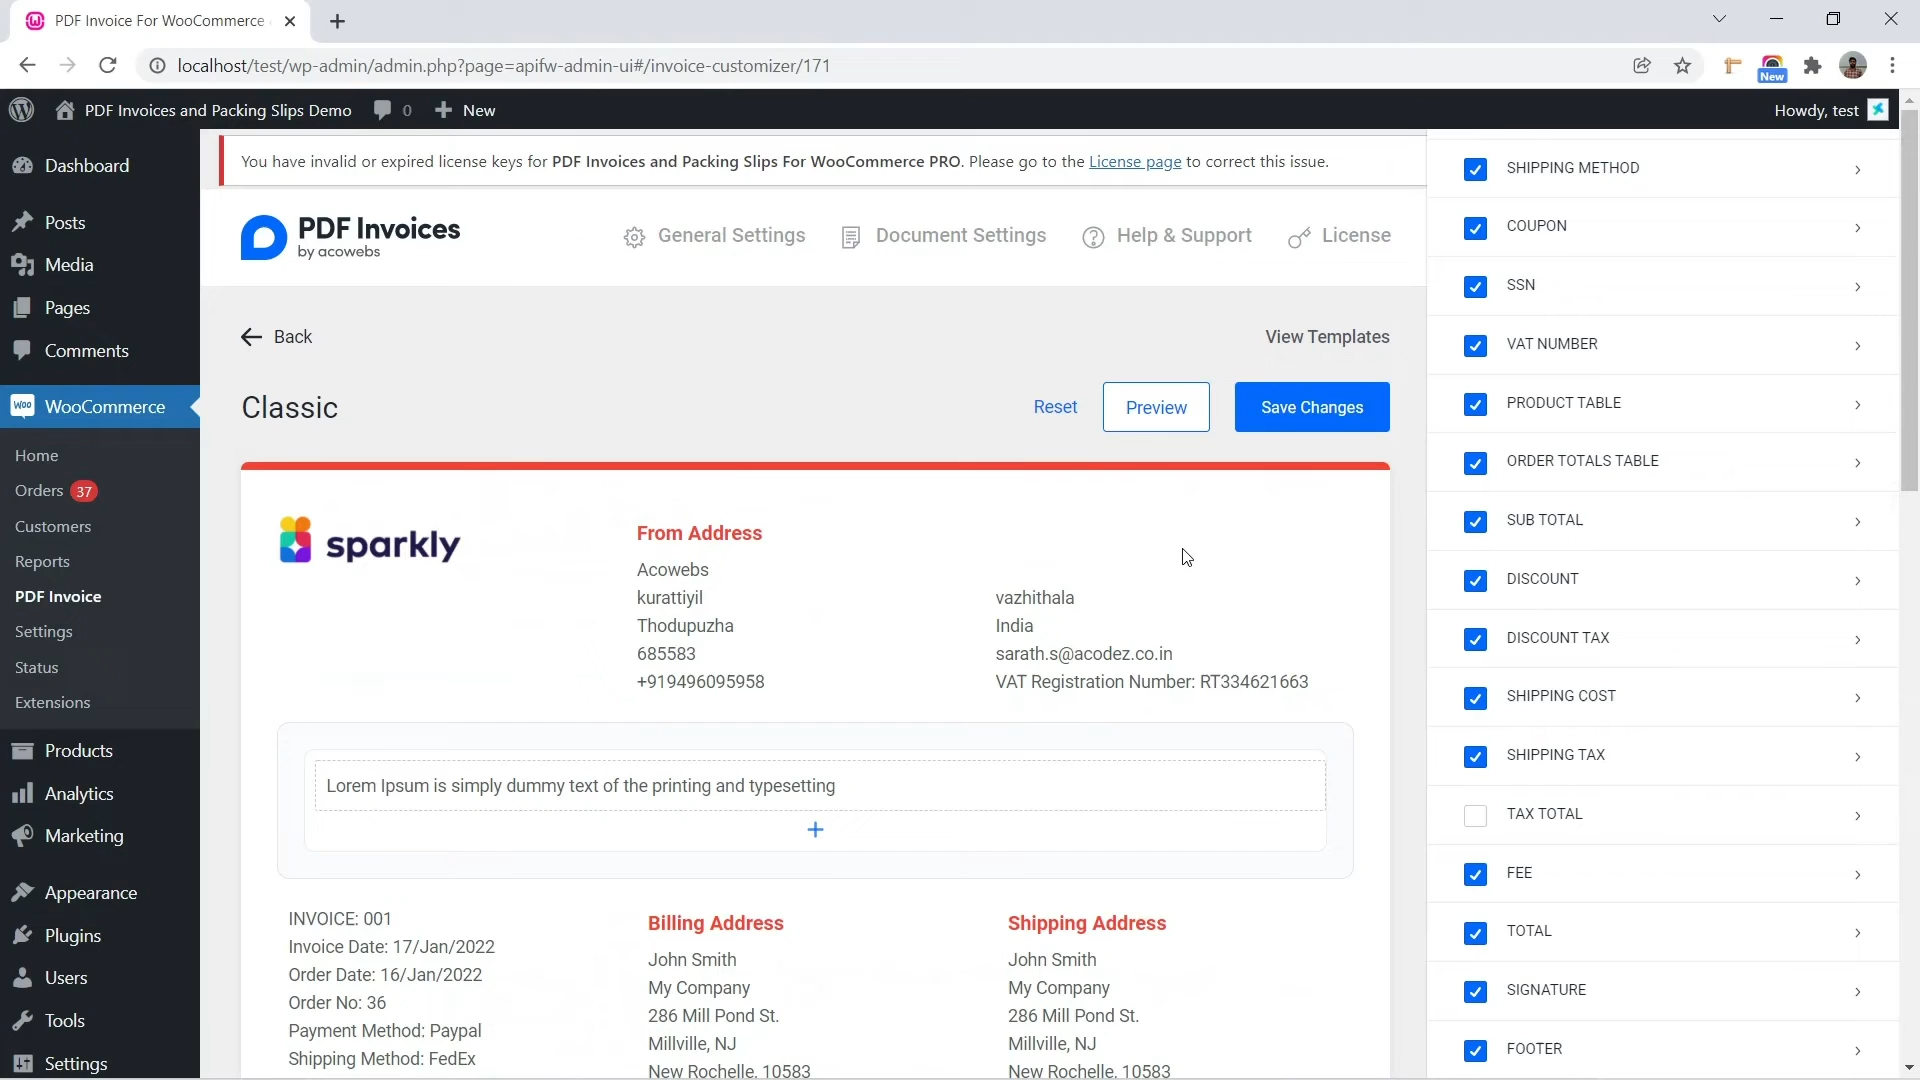 PDF Invoice For WooCommerce
localhost/test/wp-admin/admin.php?page=apifw-admin-ui#/invoice-customizer/171
New
PDF Invoices and Packing Slips Demo
0
New
Howdy, test
Dashboard
Posts
Media
Pages
Comments
Woo
WooCommerce
Home
Orders 37
Customers
Reports
PDF Invoice
Settings
Status
Extensions
Products
Analytics
Marketing
Appearance
Plugins
Users
Tools
Settings
You have invalid or expired license keys for PDF Invoices and Packing Slips For WooCommerce PRO. Please go to the License page to correct this issue.
PDF Invoices
by acowebs
General Settings
Document Settings
Help & Support
License
Back
View Templates
Classic
Reset
Preview
Save Changes
sparkly
From Address
Acowebs
kurattiyil
Thodupuzha
685583
+919496095958
vazhithala
India
sarath.s@acodez.co.in
VAT Registration Number: RT334621663
Lorem Ipsum is simply dummy text of the printing and typesetting
+
INVOICE: 001
Invoice Date: 17/Jan/2022
Order Date: 16/Jan/2022
Order No: 36
Payment Method: Paypal
Shipping Method: FedEx
Billing Address
John Smith
My Company
286 Mill Pond St.
Millville, NJ
New Rochelle, 10583
Shipping Address
John Smith
My Company
286 Mill Pond St.
Millville, NJ
New Rochelle, 10583
SHIPPING METHOD
COUPON
SSN
VAT NUMBER
PRODUCT TABLE
ORDER TOTALS TABLE
SUB TOTAL
DISCOUNT
DISCOUNT TAX
SHIPPING COST
SHIPPING TAX
TAX TOTAL
FEE
TOTAL
SIGNATURE
FOOTER